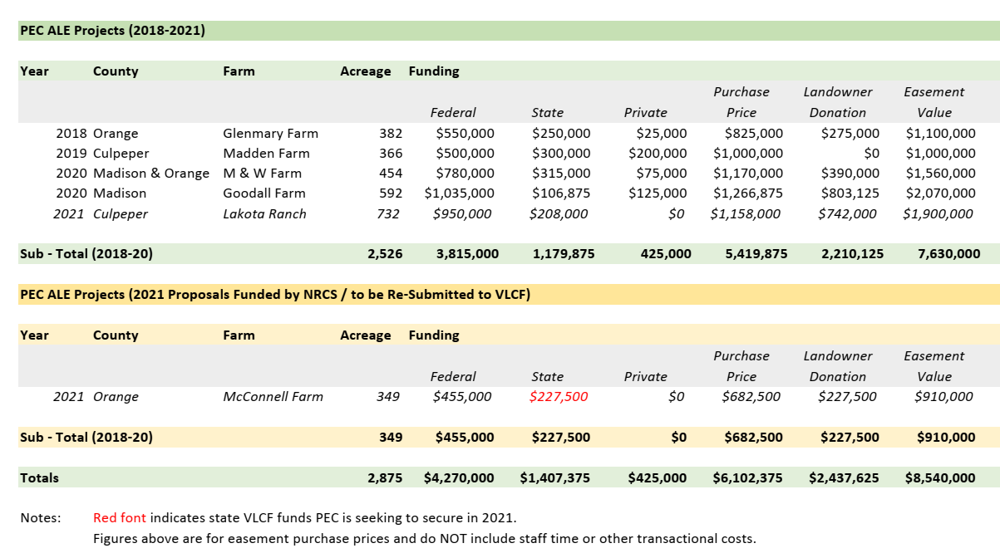 PEC ALE Projects (2018-2021)
Year County Farm Acreage Funding
Purchase Landowner Easement
Federal State Private Price Donation Value
2018 Orange Glenmary Farm 382 $550,000 $250,000 $25,000 $825,000 $275,000 $1,100,000
2019 Culpeper Madden Farm 366 $500,000 $300,000 $200,000 $1,000,000 $0 $1,000,000
2020 Madison & Orange M & W Farm 454 $780,000 $315,000 $75,000 $1,170,000 $390,000 $1,560,000
2020 Madison Goodall Farm 592 $1,035,000 $106,875 $125,000 $1,266,875 $803,125 $2,070,000
2021 Culpeper Lakota Ranch 732 $950,000 $208,000 $0 $1,158,000 $742,000 $1,900,000
Sub - Total (2018-20) 2,526 3,815,000 1,179,875 425,000 5,419,875 2,210,125 7,630,000
PEC ALE Projects (2021 Proposals Funded by NRCS / to be Re-Submitted to VLCF)
Year County Farm Acreage Funding
Purchase Landowner Easement
Federal State Private Price Donation Value
2021 Orange McConnell Farm 349 $455,000 $227,500 $0 $682,500 $227,500 $910,000
Sub - Total (2018-20) 349 $455,000 $227,500 $0 $682,500 $227,500 $910,000
Totals 2,875 $4,270,000 $1,407,375 $425,000 $6,102,375 $2,437,625 $8,540,000
Notes: Red font indicates state VLCF funds PEC is seeking to secure in 2021.
Figures above are for easement purchase prices and do NOT include staff time or other transactional costs.